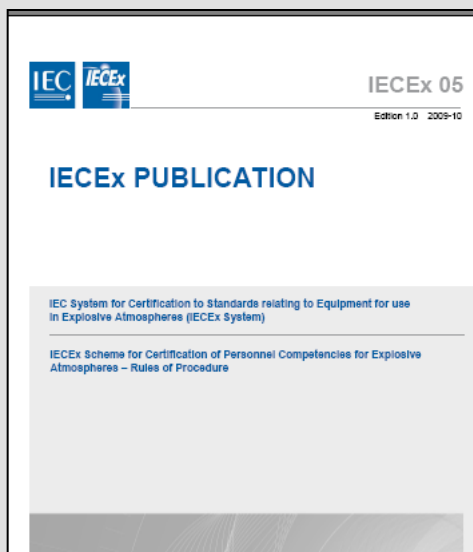 IEC IECEx
IECEx 05
Edition 1.0 2009-10
IECEx PUBLICATION
IEC System for Certification to Standards relating to Equipment for use
in Explosive Atmospheres (IECEx System)
IECEx Scheme for Certification of Personnel Competencies for Explosive
Atmospheres – Rules of Procedure